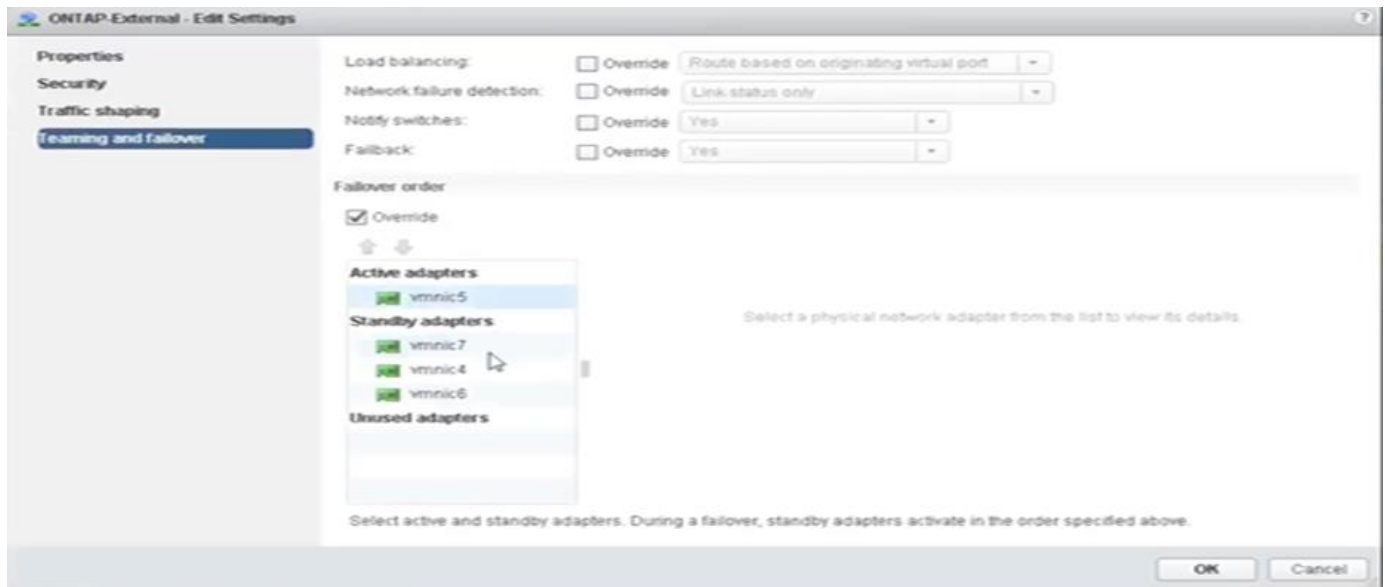 ONTAP-External - Edit Settings ?
Properties
Security
Traffic shaping
Teaming and failover
Load balancing: Override Route based on originating virtual port
Network failure detection: Override Link status only
Notify switches: Override Yes
Failback: Override Yes
Failover order
Override
Active adapters
vmnic5
Standby adapters
vmnic7
vmnic4
vmnic6
Unused adapters
Select a physical network adapter from the list to view its details.
Select active and standby adapters. During a failover, standby adapters activate in the order specified above.
OK Cancel